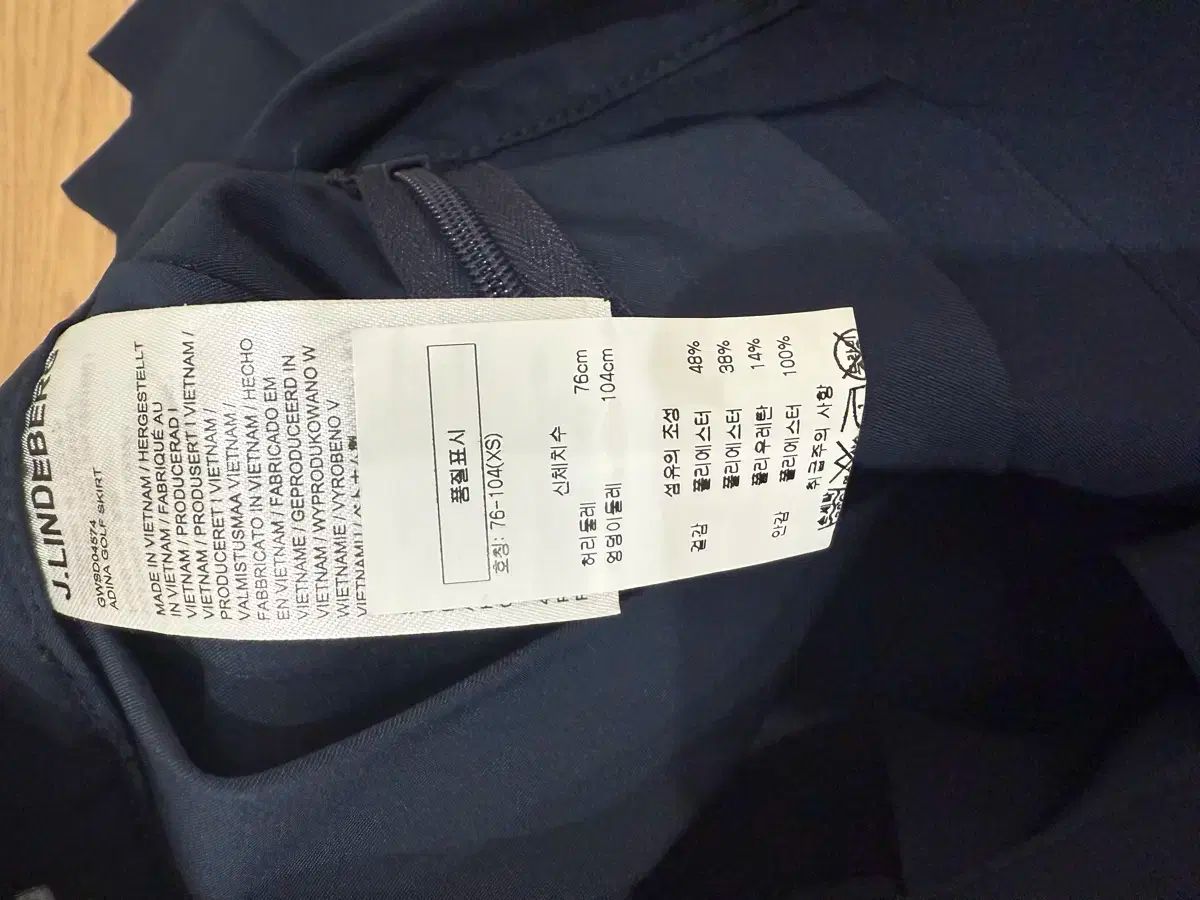 J.LINDEBERG
GWSD04574
ADINA GOLF SKIRT
MADE IN VIETNAM / HERGESTELLT
IN VIETNAM / FABRIQUÉ AU
VIETNAM / PRODUCERAD I
VIETNAM / PRODUSERT I VIETNAM /
PRODUCERET VIETNAM /
VALMISTUSMAA VIETNAM /
FABBRICATO IN VIETNAM / HECHO
EN VIETNAM / FABRICADO EM
VIETNAME / GEPRODUCEERD IN
VIETNAM / WYPRODUKOWANO W
WIETNAMIE / VYROBENO V
품질표시
호칭: 76-104(XS)
신체치수
허리둘레 76cm
엉덩이둘레 104cm
섬유의 조성
겉감 폴리에스터 48%
폴리에스터 38%
폴리우레탄 14%
안감 폴리에스터 100%
취급주의 사항